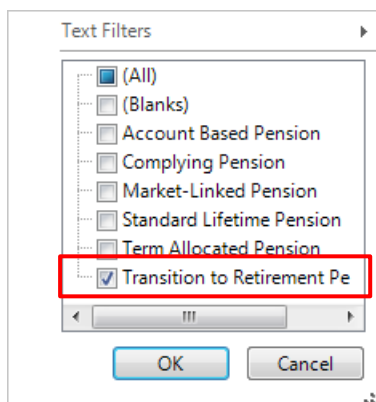 Text Filters
(All)
(Blanks)
Account Based Pension
Complying Pension
Market-Linked Pension
Standard Lifetime Pension
Term Allocated Pension
Transition to Retirement Pe
OK
Cancel